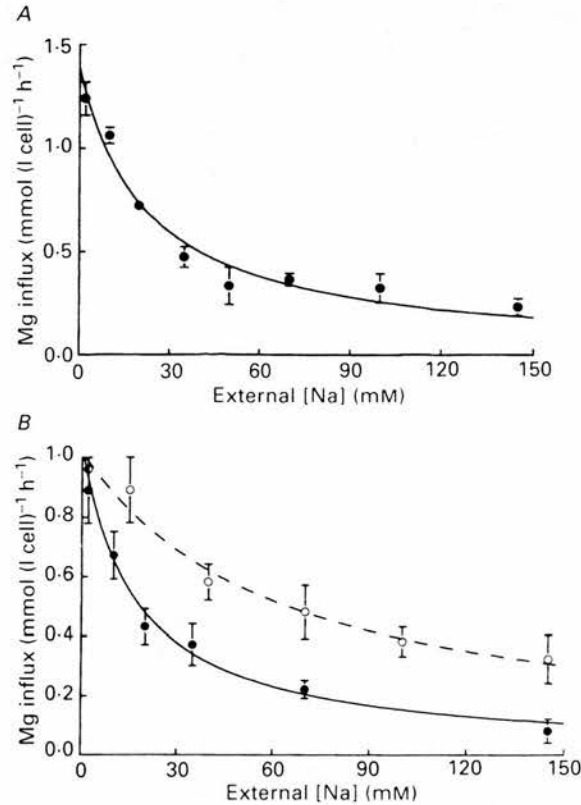 A
1·5
1·0
0·5
0·0
Mg influx (mmol (l cell)⁻¹ h⁻¹)
0 30 60 90 120 150
External [Na] (mM)
B
1·0
0·8
0·6
0·4
0·2
0·0
Mg influx (mmol (l cell)⁻¹ h⁻¹)
0 30 60 90 120 150
External [Na] (mM)